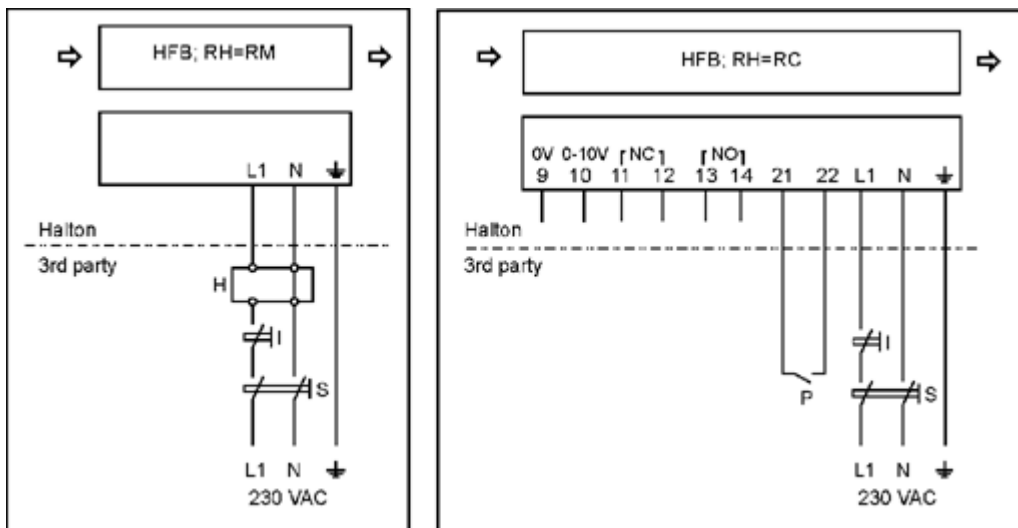 HFB; RH=RM
L1 N
Halton
3rd party
H
I
S
L1 N
230 VAC
HFB; RH=RC
0V 0-10V NC NO
9 10 11 12 13 14 21 22 L1 N
Halton
3rd party
I
P
S
L1 N
230 VAC